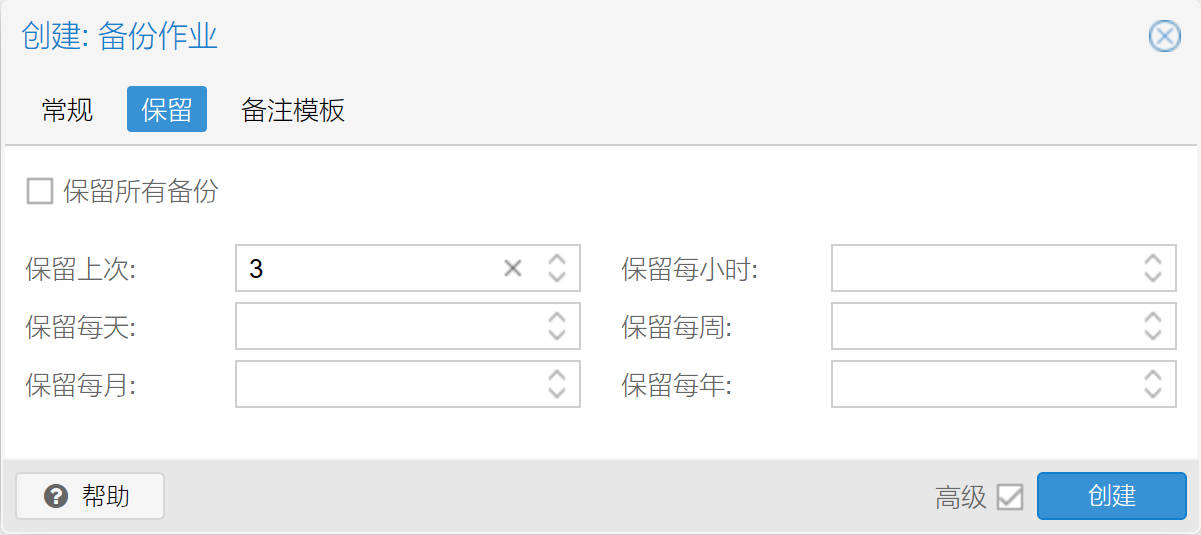 创建: 备份作业
常规 保留 备注模板
保留所有备份
保留上次: 3 保留每小时:
保留每天: 保留每周:
保留每月: 保留每年:
帮助 高级 创建